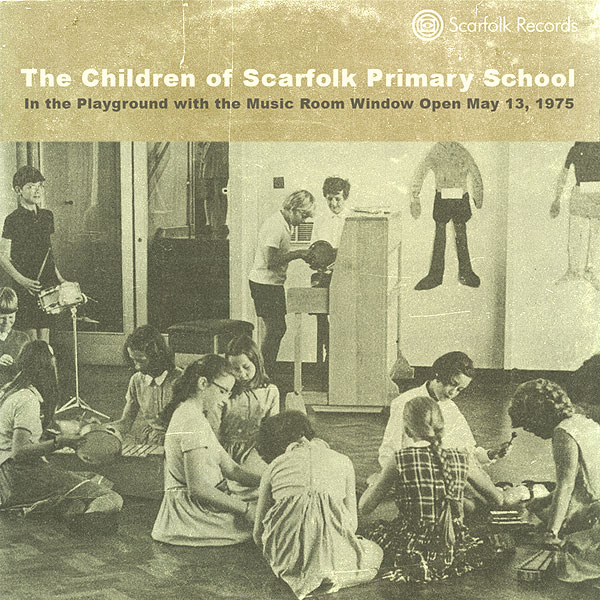 Scarfolk Records
The Children of Scarfolk Primary School
In the Playground with the Music Room Window Open May 13, 1975